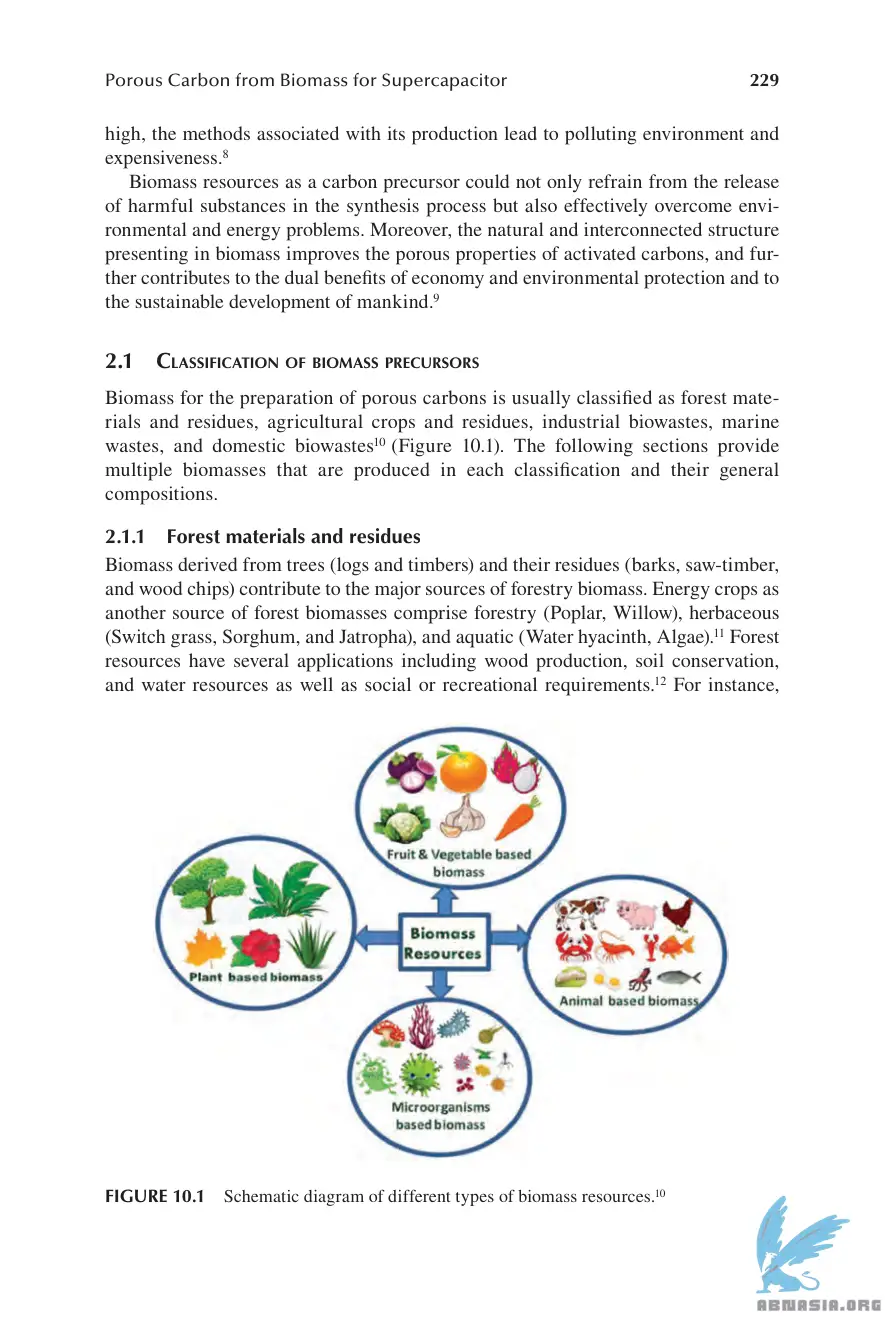 Porous Carbon from Biomass for Supercapacitor 229
high, the methods associated with its production lead to polluting environment and
expensiveness.8
Biomass resources as a carbon precursor could not only refrain from the release
of harmful substances in the synthesis process but also effectively overcome envi-
ronmental and energy problems. Moreover, the natural and interconnected structure
presenting in biomass improves the porous properties of activated carbons, and fur-
ther contributes to the dual benefits of economy and environmental protection and to
the sustainable development of mankind.9
2.1 Classification of biomass precursors
Biomass for the preparation of porous carbons is usually classified as forest mate-
rials and residues, agricultural crops and residues, industrial biowastes, marine
wastes, and domestic biowastes10 (Figure 10.1). The following sections provide
multiple biomasses that are produced in each classification and their general
compositions.
2.1.1 Forest materials and residues
Biomass derived from trees (logs and timbers) and their residues (barks, saw-timber,
and wood chips) contribute to the major sources of forestry biomass. Energy crops as
another source of forest biomasses comprise forestry (Poplar, Willow), herbaceous
(Switch grass, Sorghum, and Jatropha), and aquatic (Water hyacinth, Algae).11 Forest
resources have several applications including wood production, soil conservation,
and water resources as well as social or recreational requirements.12 For instance,
Fruit & Vegetable based
biomass
Biomass
Resources
Plant based biomass
Animal based biomass
Microorganisms
based biomass
FIGURE 10.1 Schematic diagram of different types of biomass resources.10
ABNASIA.ORG